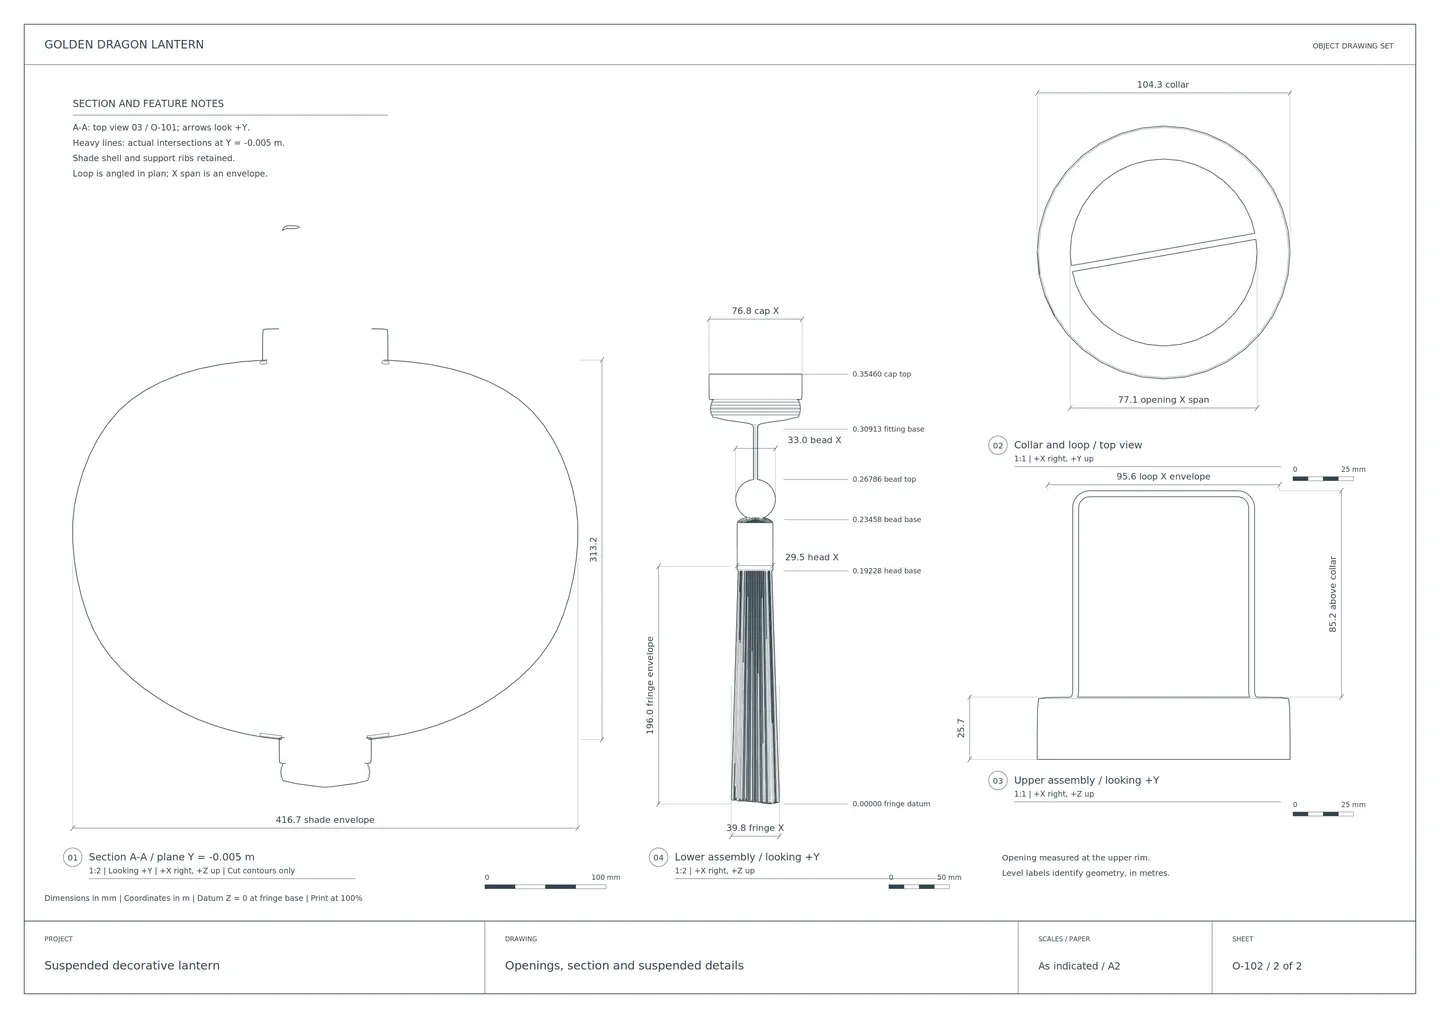 GOLDEN DRAGON LANTERN
OBJECT DRAWING SET
SECTION AND FEATURE NOTES
A-A: top view 03 / O-101; arrows look +Y.
Heavy lines: actual intersections at Y = -0.005 m.
Shade shell and support ribs retained.
Loop is angled in plan; X span is an envelope.
313.2
416.7 shade envelope
01
Section A-A / plane Y = -0.005 m
1:2 | Looking +Y | +X right, +Z up | Cut contours only
0 100 mm
Dimensions in mm | Coordinates in m | Datum Z = 0 at fringe base | Print at 100%
76.8 cap X
0.35460 cap top
0.30913 fitting base
33.0 bead X
0.26786 bead top
0.23458 bead base
29.5 head X
0.19228 head base
196.0 fringe envelope
0.00000 fringe datum
39.8 fringe X
04
Lower assembly / looking +Y
1:2 | +X right, +Z up
0 50 mm
104.3 collar
77.1 opening X span
02
Collar and loop / top view
1:1 | +X right, +Y up
0 25 mm
95.6 loop X envelope
85.2 above collar
25.7
03
Upper assembly / looking +Y
1:1 | +X right, +Z up
0 25 mm
Opening measured at the upper rim.
Level labels identify geometry, in metres.
PROJECT
Suspended decorative lantern
DRAWING
Openings, section and suspended details
SCALES / PAPER
As indicated / A2
SHEET
O-102 / 2 of 2